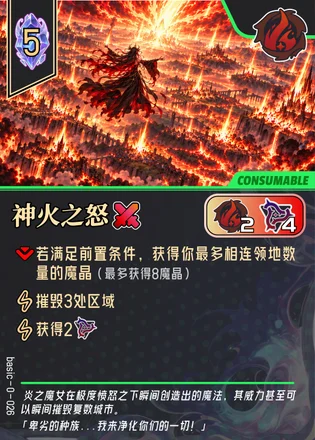 5
CONSUMABLE
神火之怒
2 4
若满足前置条件，获得你最多相连领地数
量的魔晶（最多获得8魔晶）
摧毁3处区域
获得2
basic-0-026
炎之魔女在极度愤怒之下瞬间创造出的魔法，其威力甚至可
以瞬间摧毁复数城市。
「卑劣的种族...我来净化你们的一切！」